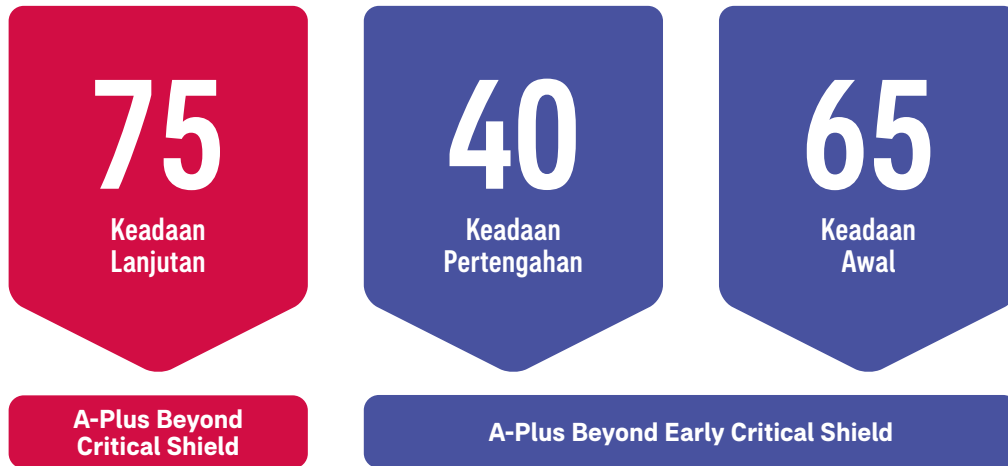 75
Keadaan
Lanjutan
40
Keadaan
Pertengahan
65
Keadaan
Awal
A-Plus Beyond
Critical Shield
A-Plus Beyond Early Critical Shield